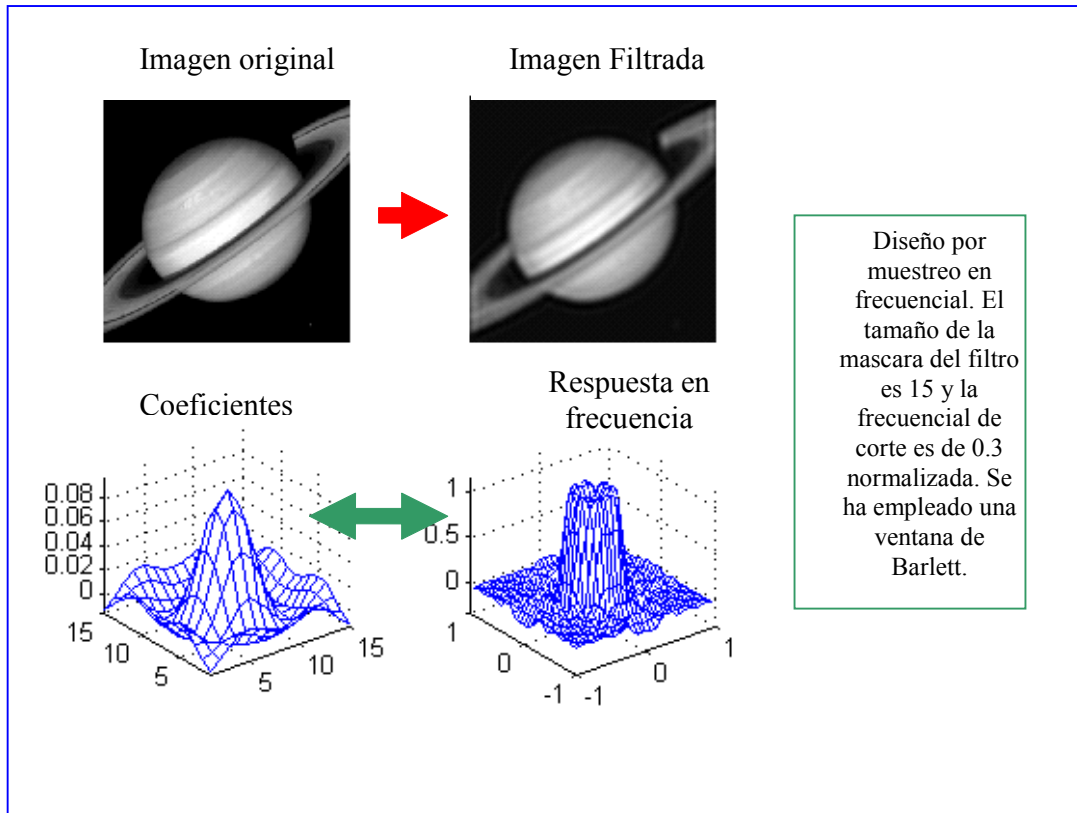 Imagen original
Imagen Filtrada
Diseño por
muestreo en
frecuencial. El
tamaño de la
mascara del filtro
es 15 y la
frecuencial de
corte es de 0.3
normalizada. Se
ha empleado una
ventana de
Barlett.
Coeficientes
0.08
0.06
0.04
0.02
0
15
10
5
5
10
15
Respuesta en
frecuencia
1
0.5
0
1
0
-1
-1
0
1